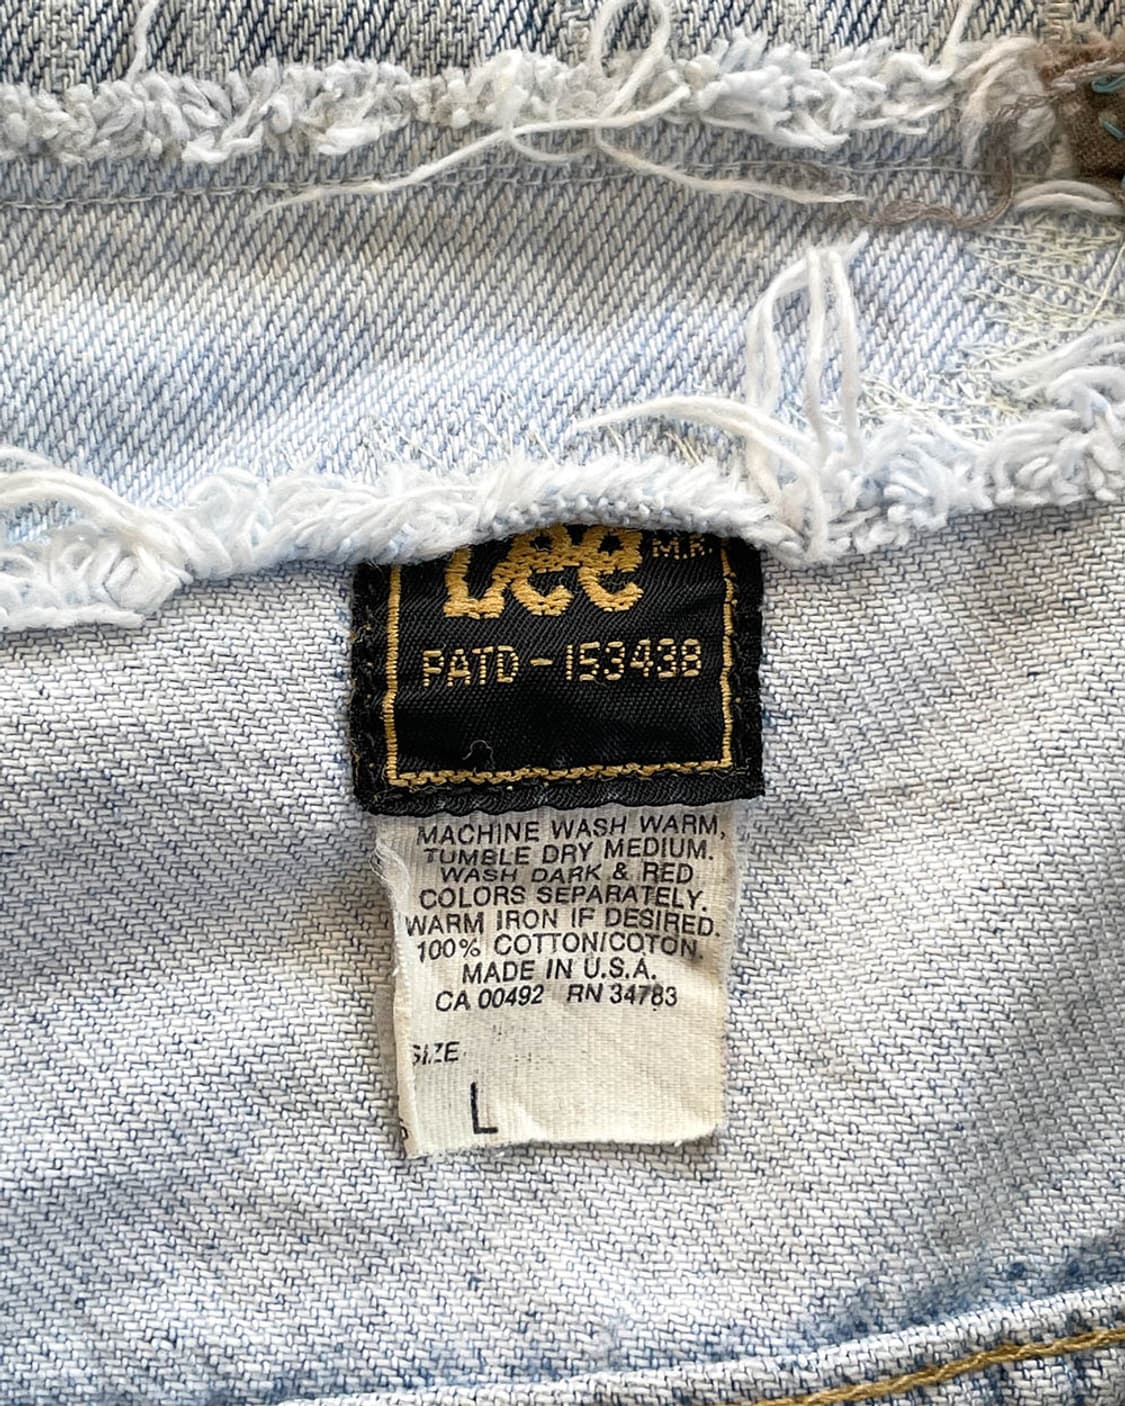 Lee M.R.
PATD-153438
MACHINE WASH WARM,
TUMBLE DRY MEDIUM.
WASH DARK & RED
COLORS SEPARATELY.
WARM IRON IF DESIRED.
100% COTTON/COTON.
MADE IN U.S.A.
CA 00492 RN 34783
SIZE
L